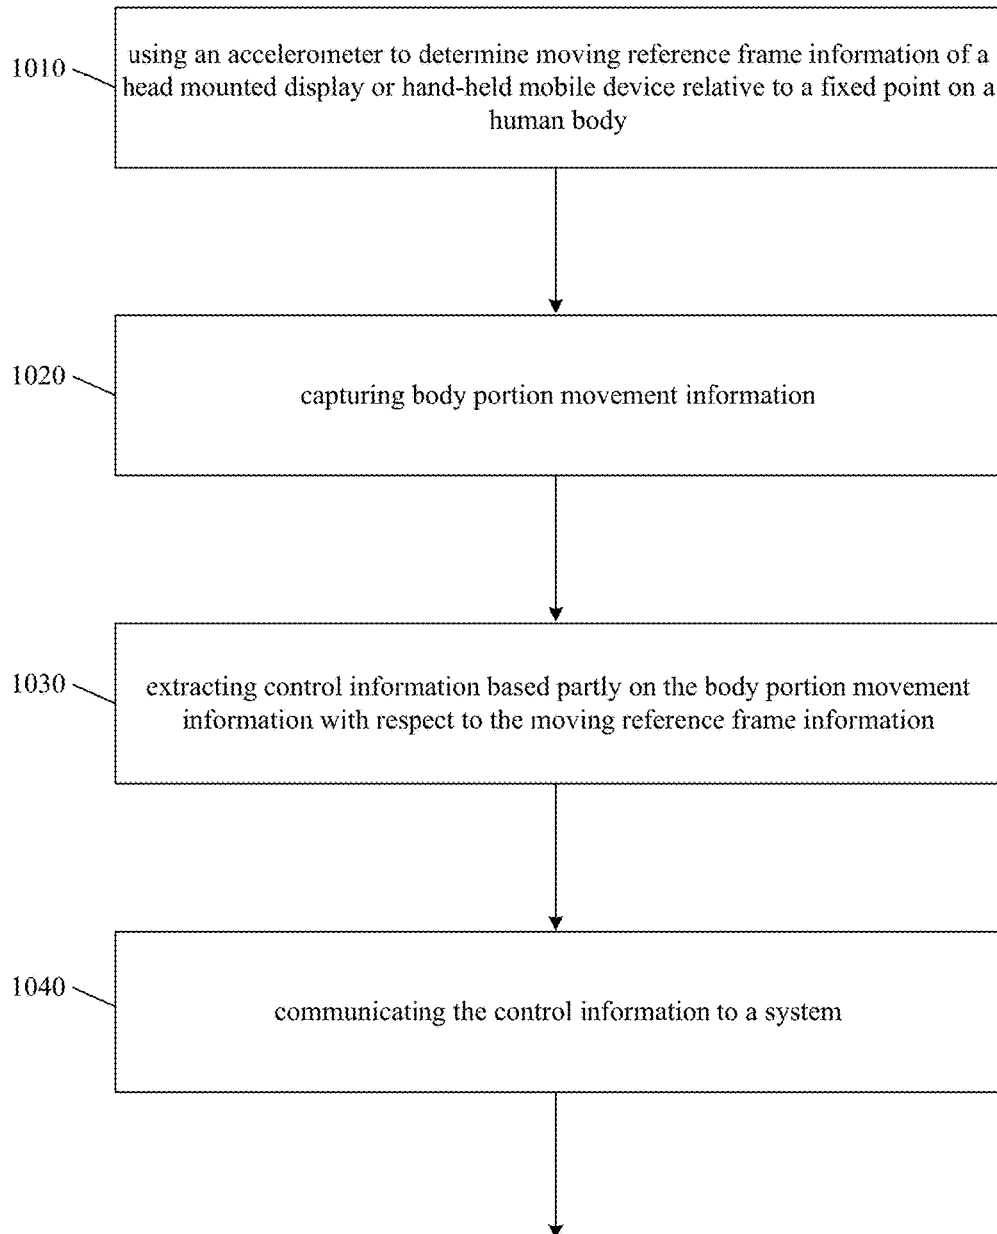 1010
using an accelerometer to determine moving reference frame information of a
head mounted display or hand-held mobile device relative to a fixed point on a
human body
1020
capturing body portion movement information
1030
extracting control information based partly on the body portion movement
information with respect to the moving reference frame information
1040
communicating the control information to a system